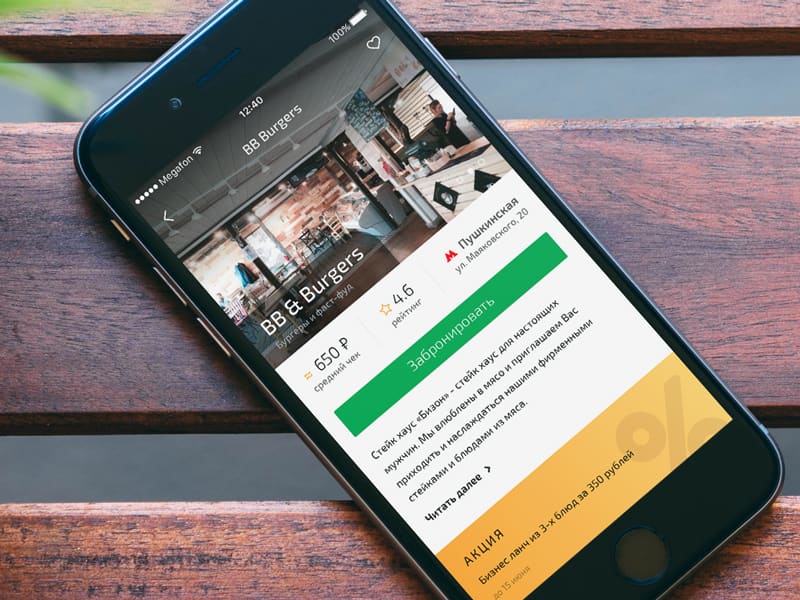 Megafon
12:40
100%
BB Burgers
BB & Burgers
Бургеры и фаст-фуд
≈ 650 ₽
средний чек
4.6
рейтинг
Пушкинская
ул. Маяковского, 20
Забронировать
Стейк хаус «Бизон» - стейк хаус для настоящих
мужчин. Мы влюблены в мясо и приглашаем Вас
приходить и насладаться нашими фирменными
стейками и блюдами из мяса.
Читать далее >
%
АКЦИЯ
Бизнес ланч из 3-х блюд за 350 рублей
до 15 июня